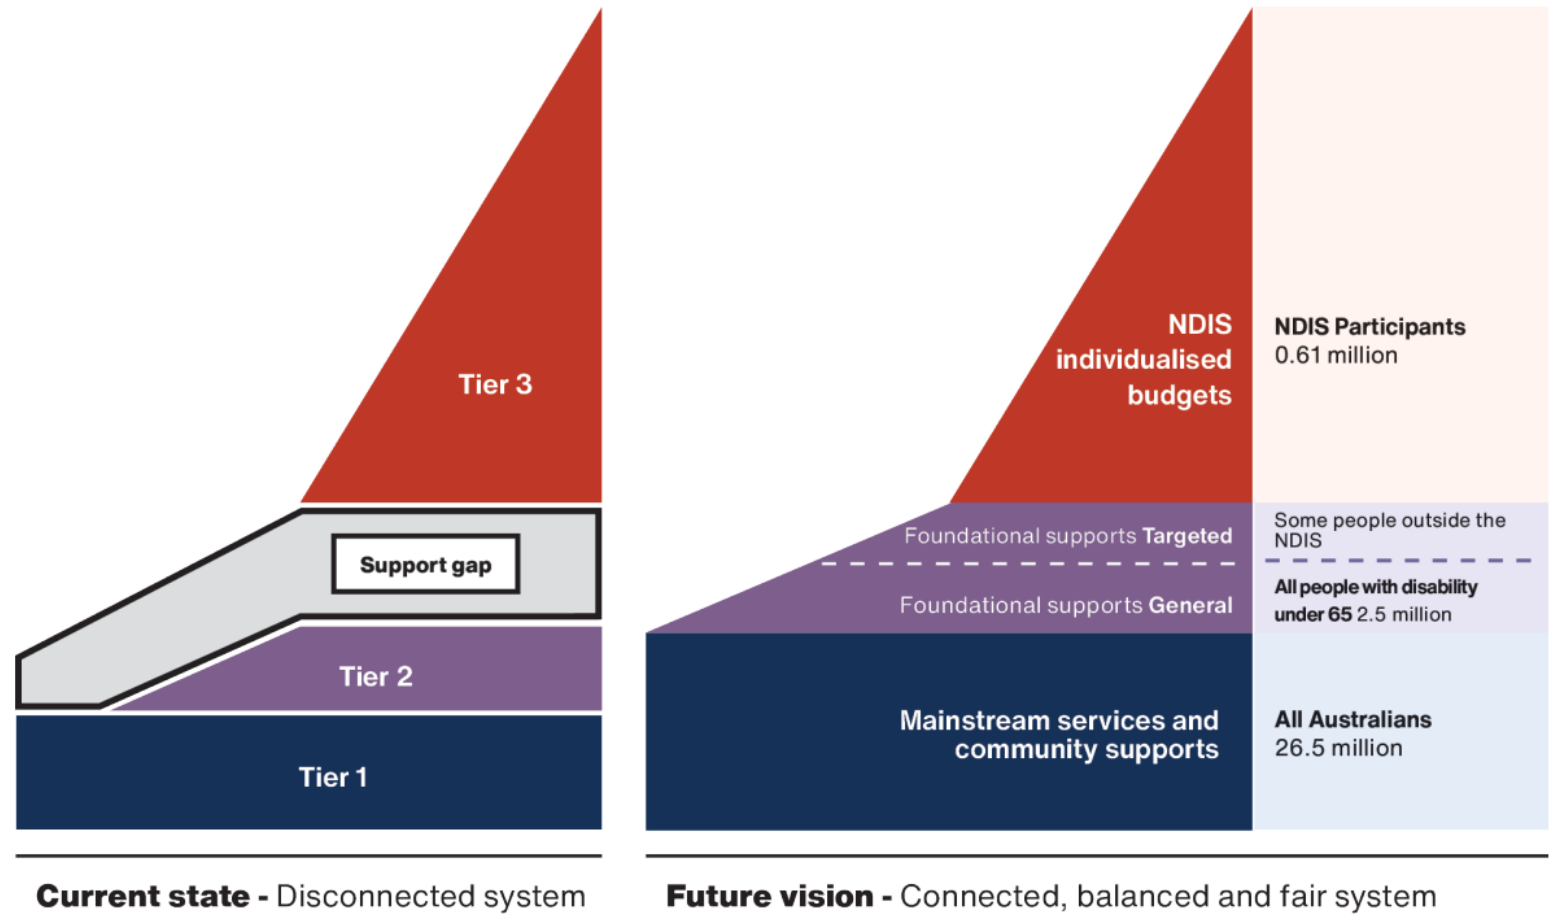 Tier 3
Support gap
Tier 2
Tier 1
Current state - Disconnected system
NDIS
individualised
budgets
NDIS Participants
0.61 million
Foundational supports Targeted
Some people outside the
NDIS
Foundational supports General
All people with disability
under 65 2.5 million
Mainstream services and
community supports
All Australians
26.5 million
Future vision - Connected, balanced and fair system